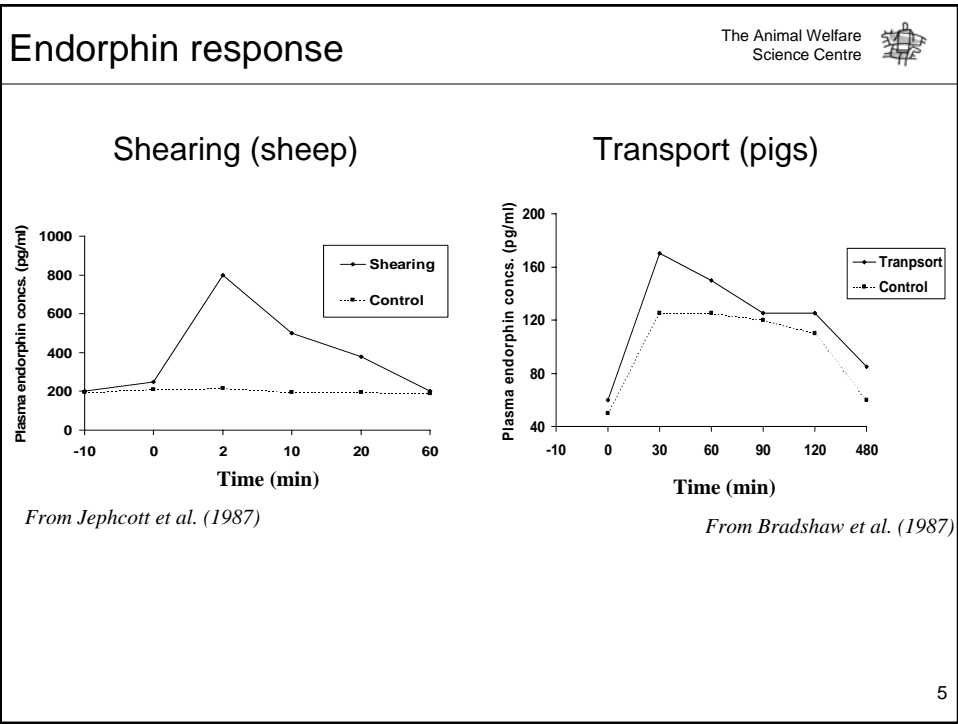 Endorphin response
The Animal Welfare
Science Centre
Shearing (sheep)
Plasma endorphin concs. (pg/ml)
1000
800
600
400
200
0
-10 0 2 10 20 60
Time (min)
Shearing
Control
From Jephcott et al. (1987)
Transport (pigs)
Plasma endorphin concs. (pg/ml)
200
160
120
80
40
-10 0 30 60 90 120 480
Time (min)
Tranpsort
Control
From Bradshaw et al. (1987)
5